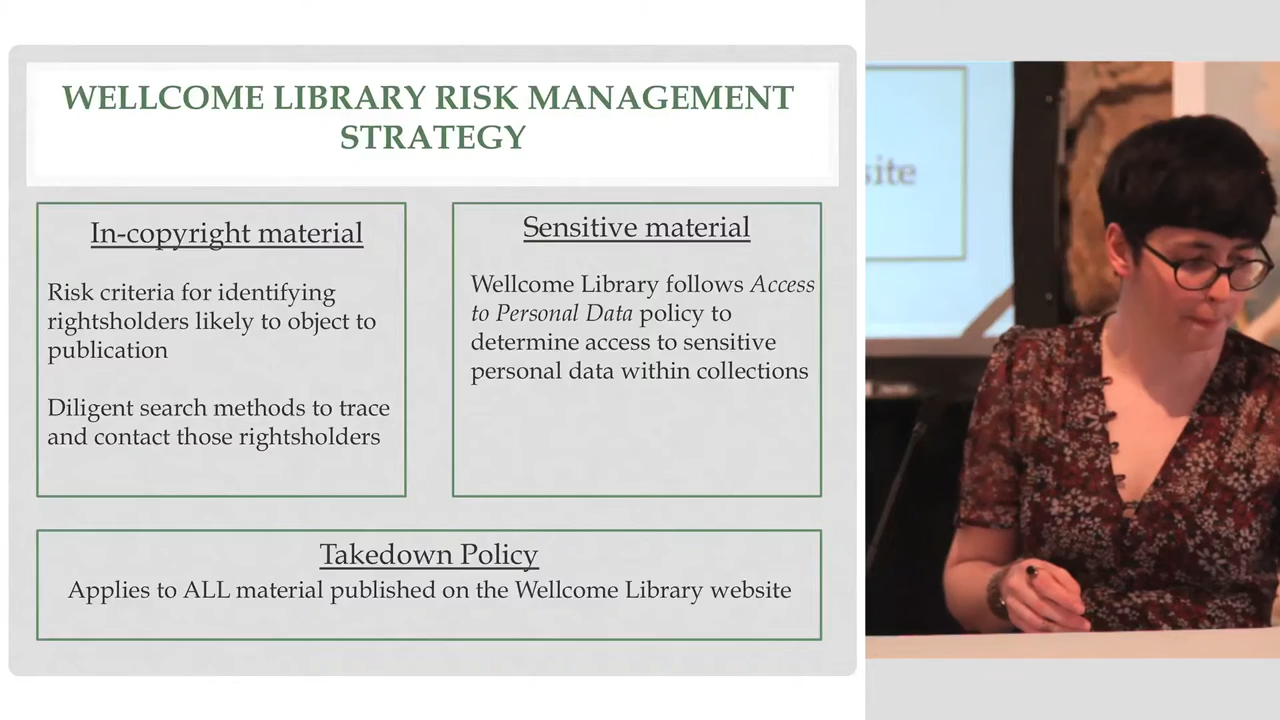 WELLCOME LIBRARY RISK MANAGEMENT
STRATEGY
In-copyright material
Risk criteria for identifying
rightsholders likely to object to
publication
Diligent search methods to trace
and contact those rightsholders
Sensitive material
Wellcome Library follows Access
to Personal Data policy to
determine access to sensitive
personal data within collections
Takedown Policy
Applies to ALL material published on the Wellcome Library website
site